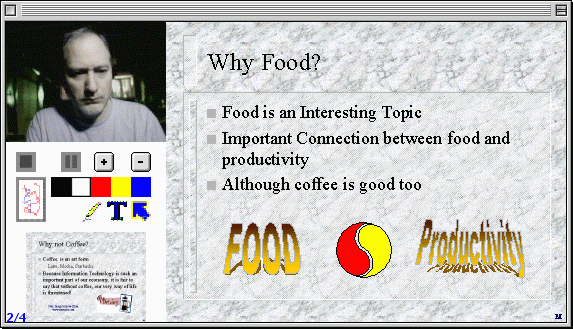 Why Food?
Food is an Interesting Topic
Important Connection between food and
productivity
Although coffee is good too
FOOD
Productivity
T
Why not Coffee?
Coffee is an art form
Latte, Mocha, Starbucks
Because Information Technology is such an
important part of our economy, it is fair to
say that without coffee, our very way of life
is threatened!
2/4
M